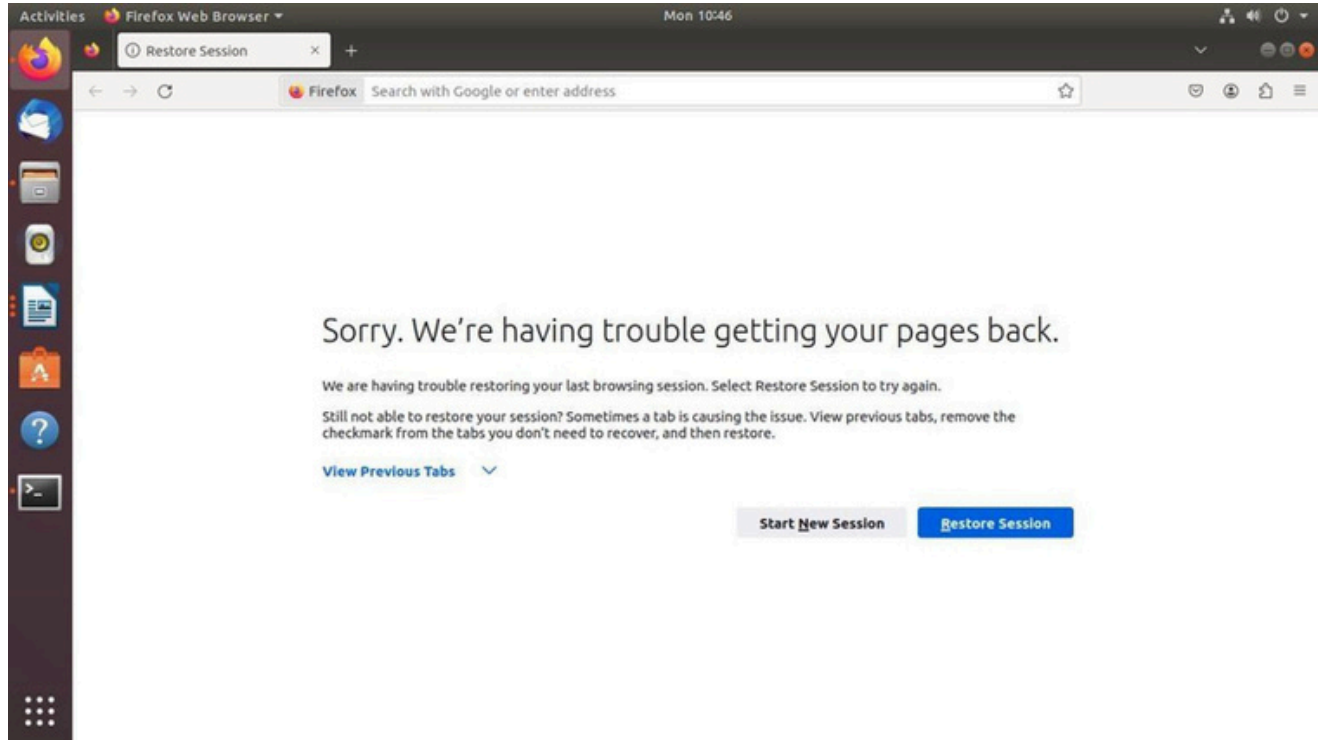 Activities Firefox Web Browser Mon 10:46
Restore Session
Firefox Search with Google or enter address
Sorry. We're having trouble getting your pages back.
We are having trouble restoring your last browsing session. Select Restore Session to try again.
Still not able to restore your session? Sometimes a tab is causing the issue. View previous tabs, remove the
checkmark from the tabs you don't need to recover, and then restore.
View Previous Tabs
Start New Session Restore Session